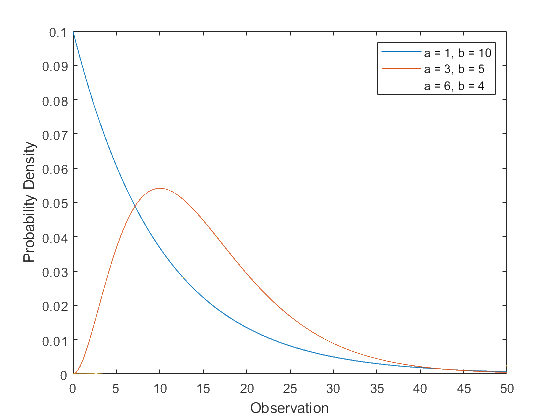 0.1
0.09
0.08
0.07
0.06
0.05
0.04
0.03
0.02
0.01
0
Probability Density
a = 1, b = 10
a = 3, b = 5
a = 6, b = 4
0 5 10 15 20 25 30 35 40 45 50
Observation